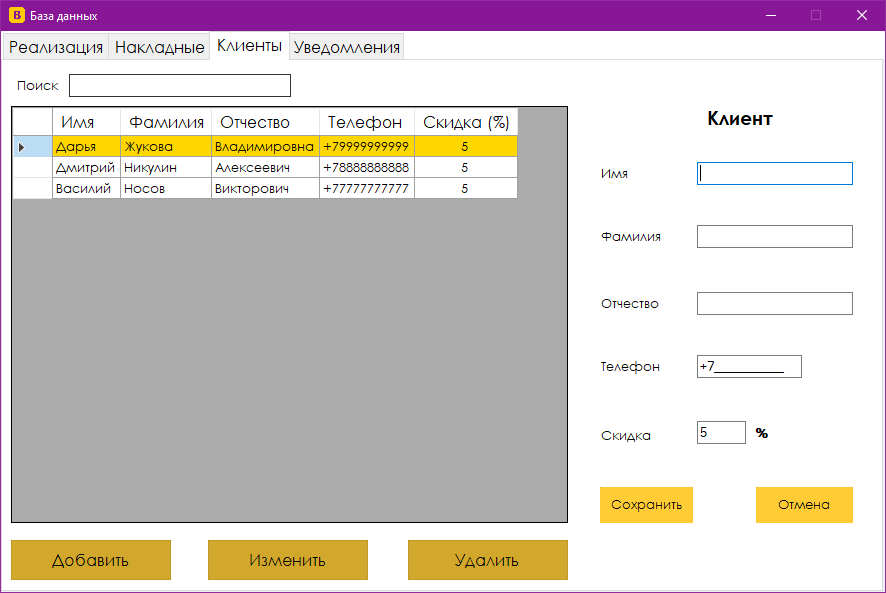 B База данных
Реализация Накладные Клиенты Уведомления
Поиск
Имя Фамилия Отчество Телефон Скидка (%)
Дарья Жукова Владимировна +79999999999 5
Дмитрий Никулин Алексеевич +78888888888 5
Василий Носов Викторович +77777777777 5
Добавить Изменить Удалить
Клиент
Имя
Фамилия
Отчество
Телефон +7__________
Скидка 5 %
Сохранить Отмена